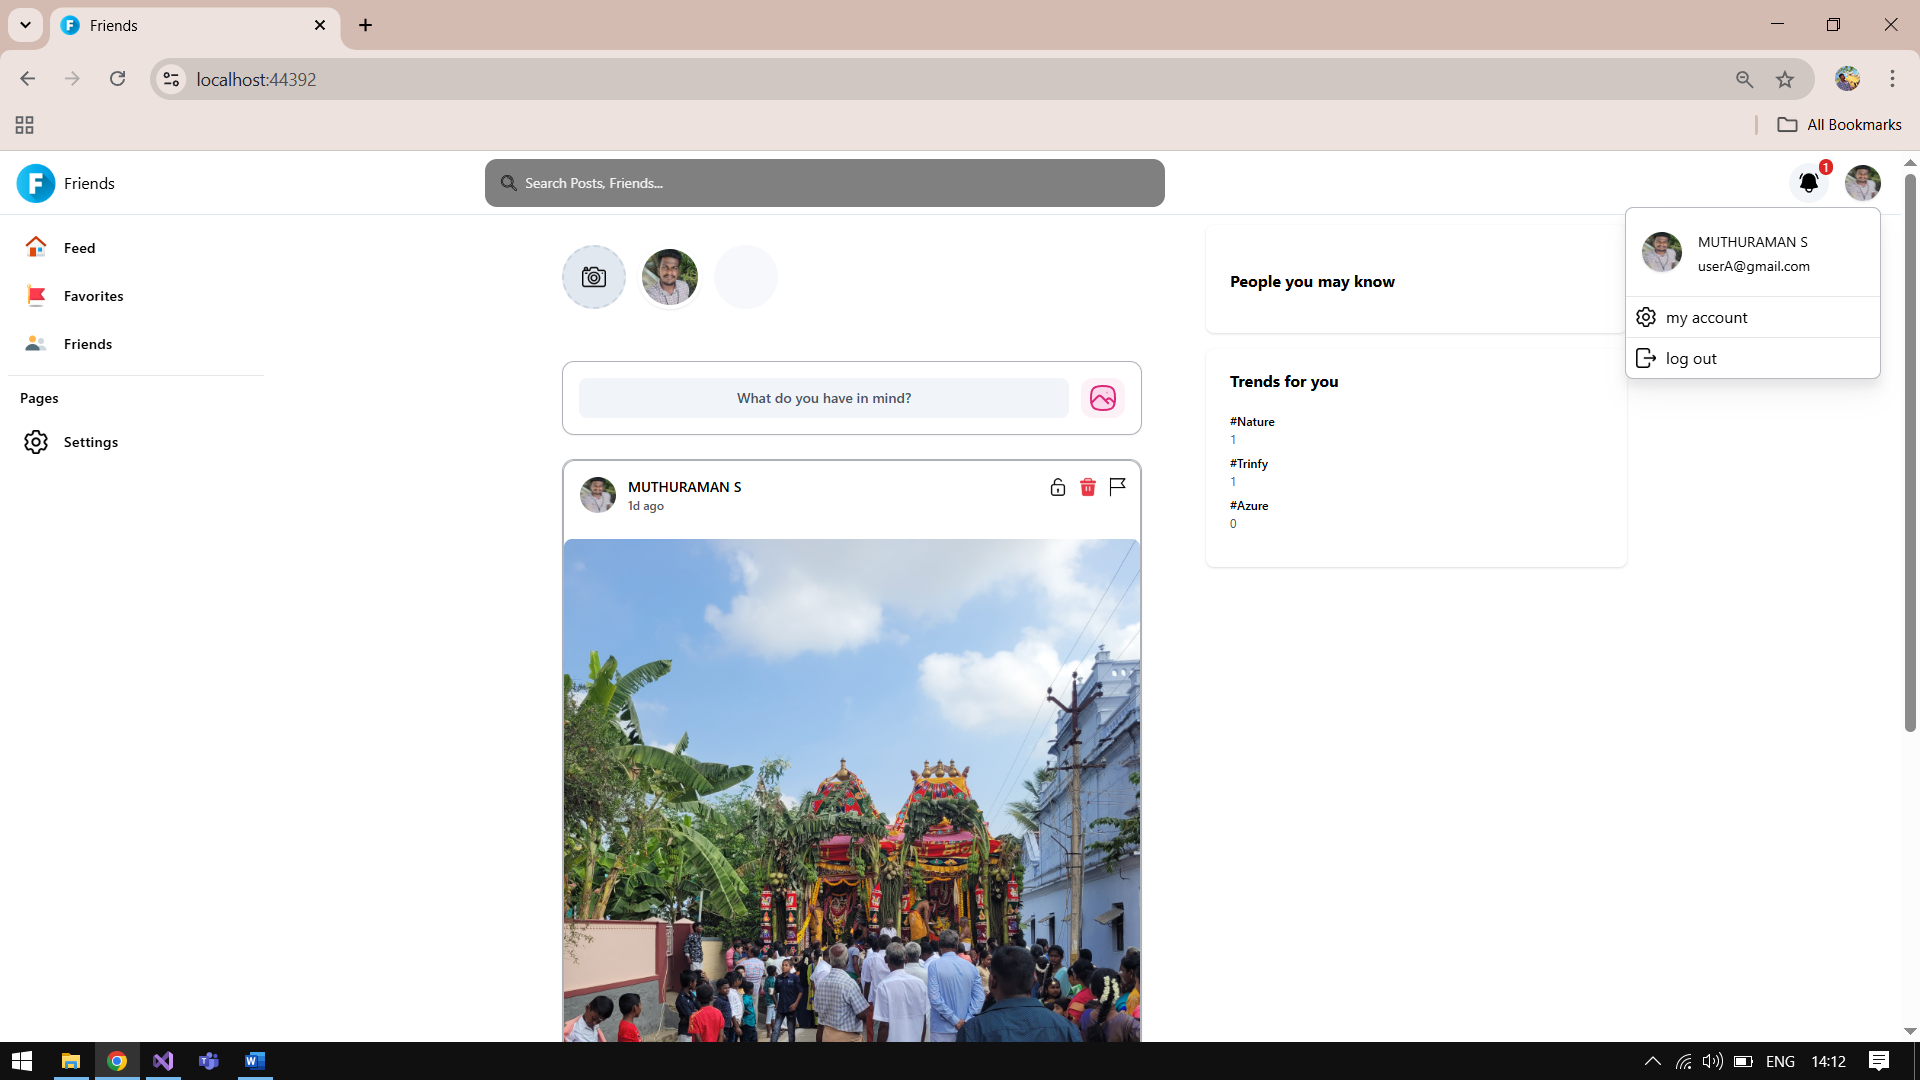 Friends
localhost:44392
All Bookmarks
F Friends
Search Posts, Friends...
1
MUTHURAMAN S
userA@gmail.com
my account
log out
Feed
Favorites
Friends
Pages
Settings
What do you have in mind?
MUTHURAMAN S
1d ago
People you may know
Trends for you
#Nature
1
#Trinfy
1
#Azure
0
ENG 14:12